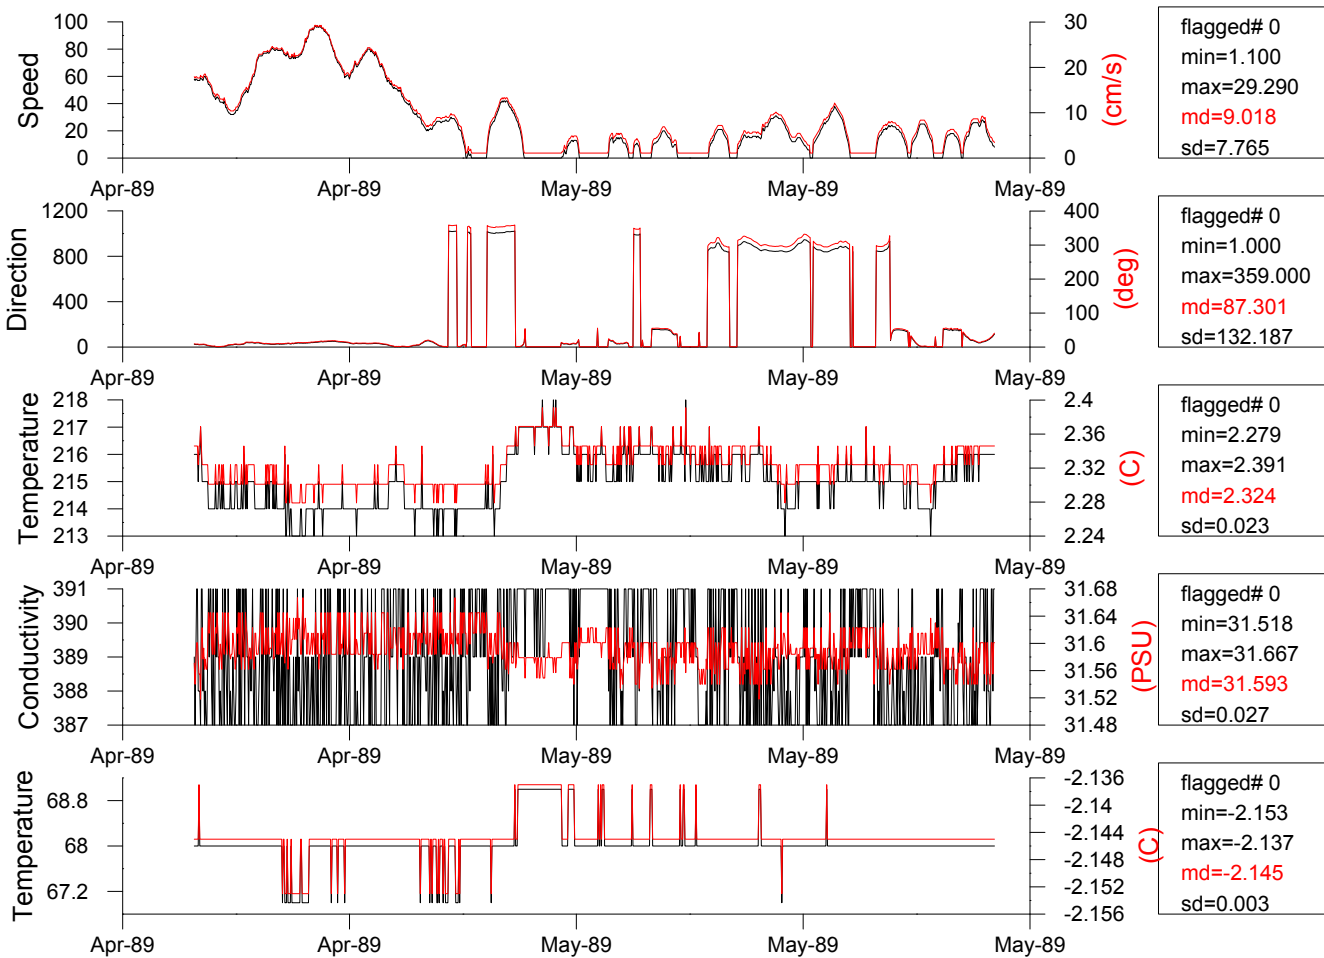 Speed
100
80
60
40
20
0
30
20
10
0
(cm/s)
Apr-89 Apr-89 May-89 May-89 May-89
flagged# 0
min=1.100
max=29.290
md=9.018
sd=7.765
Direction
1200
800
400
0
400
300
200
100
0
(deg)
Apr-89 Apr-89 May-89 May-89 May-89
flagged# 0
min=1.000
max=359.000
md=87.301
sd=132.187
Temperature
218
217
216
215
214
213
2.4
2.36
2.32
2.28
2.24
(C)
Apr-89 Apr-89 May-89 May-89 May-89
flagged# 0
min=2.279
max=2.391
md=2.324
sd=0.023
Conductivity
391
390
389
388
387
31.68
31.64
31.6
31.56
31.52
31.48
(PSU)
Apr-89 Apr-89 May-89 May-89 May-89
flagged# 0
min=31.518
max=31.667
md=31.593
sd=0.027
Temperature
68.8
68
67.2
-2.136
-2.14
-2.144
-2.148
-2.152
-2.156
(C)
Apr-89 Apr-89 May-89 May-89 May-89
flagged# 0
min=-2.153
max=-2.137
md=-2.145
sd=0.003